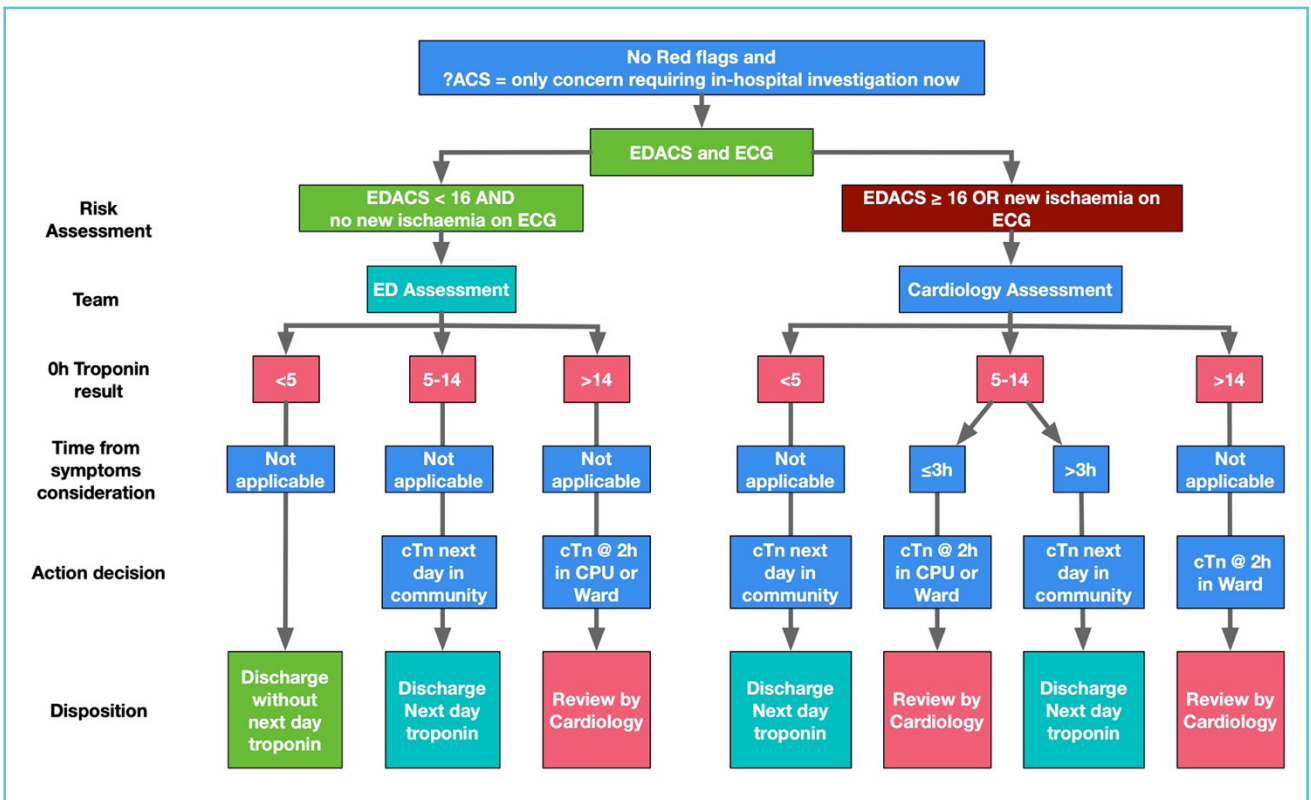 No Red flags and
?ACS = only concern requiring in-hospital investigation now
EDACS and ECG
Risk
Assessment
EDACS < 16 AND
no new ischaemia on ECG
EDACS ≥ 16 OR new ischaemia on
ECG
Team
ED Assessment
Cardiology Assessment
0h Troponin
result
<5
5-14
>14
<5
5-14
>14
Time from
symptoms
consideration
Not
applicable
Not
applicable
Not
applicable
Not
applicable
≤3h
>3h
Not
applicable
Action decision
cTn next
day in
community
cTn @ 2h
in CPU or
Ward
cTn next
day in
community
cTn @ 2h
in CPU or
Ward
cTn next
day in
community
cTn @ 2h
in Ward
Disposition
Discharge
without
next day
troponin
Discharge
Next day
troponin
Review by
Cardiology
Discharge
Next day
troponin
Review by
Cardiology
Discharge
Next day
troponin
Review by
Cardiology